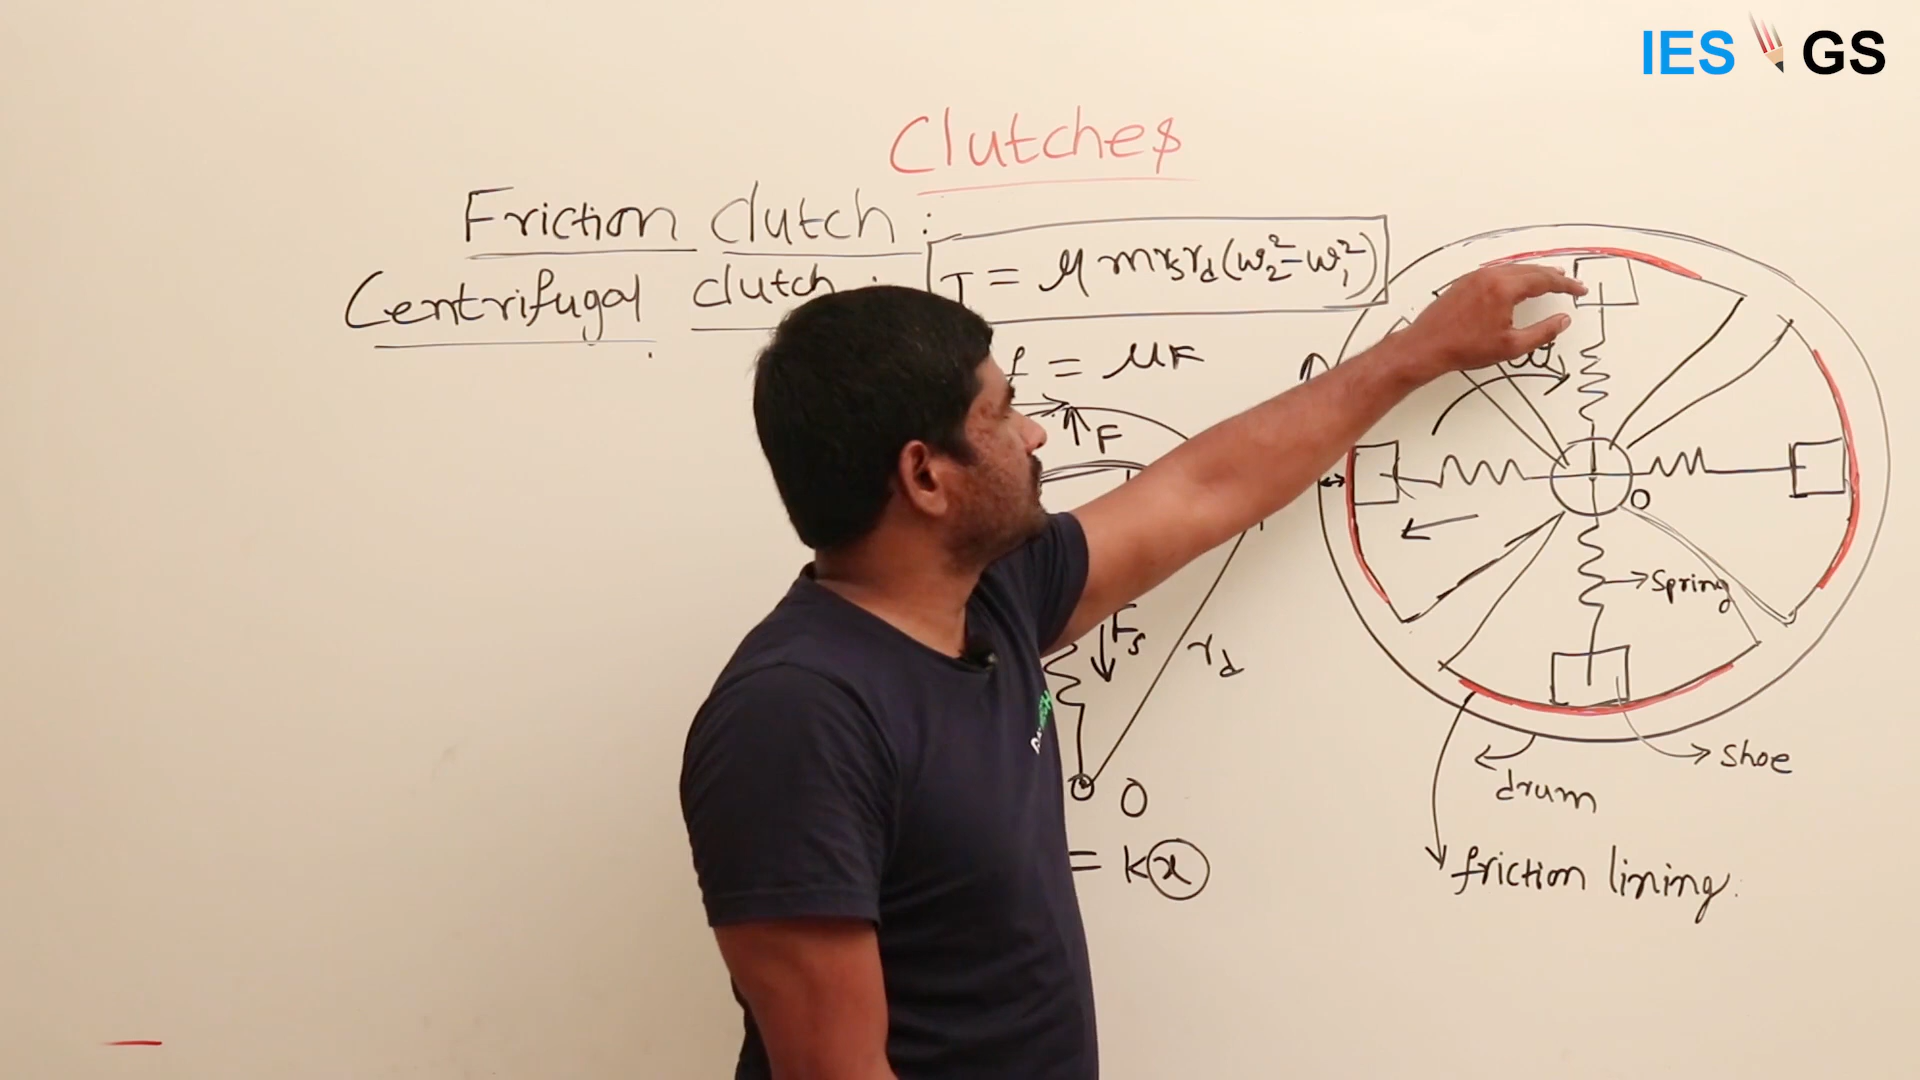 IES GS
Clutches
Friction clutch :
Centrifugal clutch :
T = μ m rs rd (ω₂² - ω₁²)
f = μF
F
ω₁
O
Spring
Fs
rd
shoe
drum
O
= kx
friction lining.